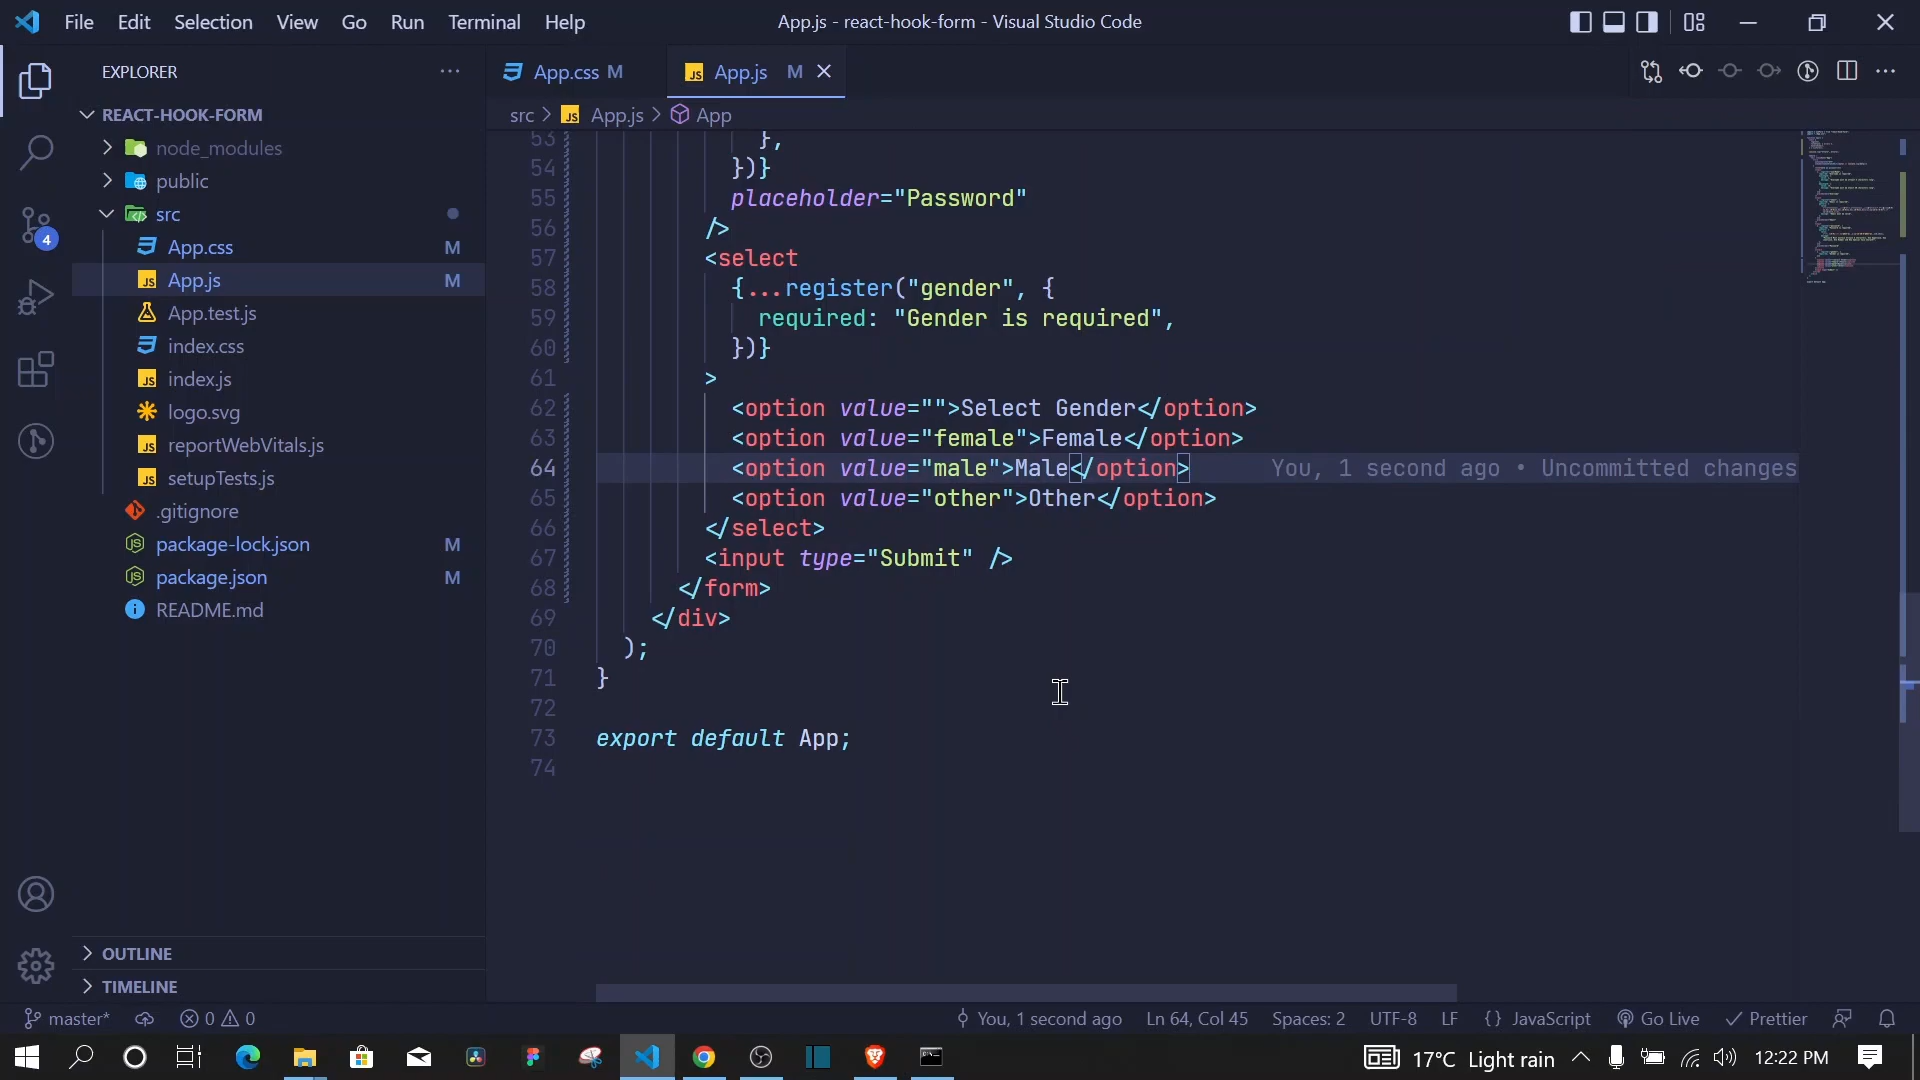 File Edit Selection View Go Run Terminal Help
App.js - react-hook-form - Visual Studio Code
EXPLORER
REACT-HOOK-FORM
node_modules
public
src
App.css M
App.js M
App.test.js
index.css
index.js
logo.svg
reportWebVitals.js
setupTests.js
.gitignore
package-lock.json M
package.json M
README.md
OUTLINE
TIMELINE
4
App.css M
App.js M
src > App.js > App
53 },
54 })}
55 placeholder="Password"
56 />
57 <select
58 {...register("gender", {
59 required: "Gender is required",
60 })}
61 >
62 <option value="">Select Gender</option>
63 <option value="female">Female</option>
64 <option value="male">Male</option> You, 1 second ago • Uncommitted changes
65 <option value="other">Other</option>
66 </select>
67 <input type="Submit" />
68 </form>
69 </div>
70 );
71 }
72
73 export default App;
74
master* 0 0 You, 1 second ago Ln 64, Col 45 Spaces: 2 UTF-8 LF {} JavaScript Go Live Prettier
17°C Light rain 12:22 PM